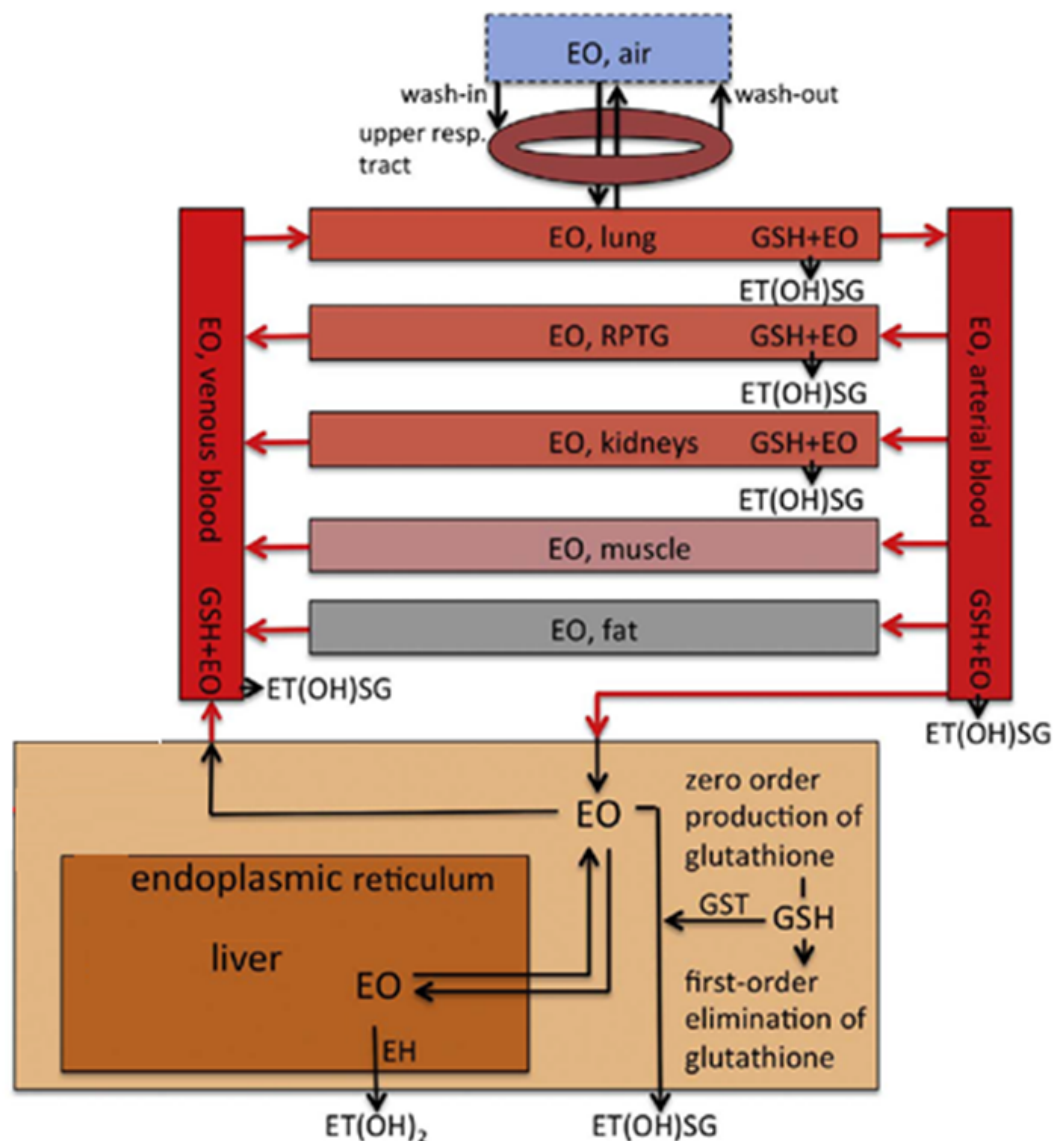 EO, air
wash-in
wash-out
upper resp.
tract
EO, lung
GSH+EO
ET(OH)SG
EO, RPTG
GSH+EO
ET(OH)SG
EO, kidneys
GSH+EO
ET(OH)SG
EO, muscle
EO, fat
EO, venous blood
GSH+EO
ET(OH)SG
EO, arterial blood
GSH+EO
ET(OH)SG
EO
zero order
production of
glutathione
GST
GSH
first-order
elimination of
glutathione
endoplasmic reticulum
liver
EO
EH
ET(OH)₂
ET(OH)SG